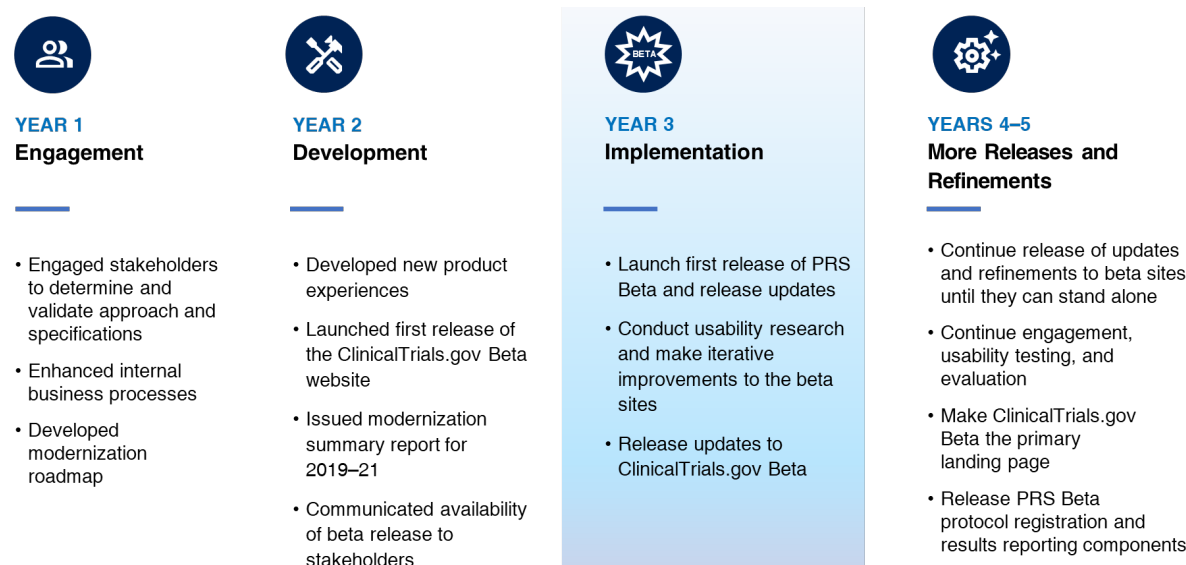 YEAR 1
Engagement
• Engaged stakeholders
to determine and
validate approach and
specifications
• Enhanced internal
business processes
• Developed
modernization
roadmap
YEAR 2
Development
• Developed new product
experiences
• Launched first release of
the ClinicalTrials.gov Beta
website
• Issued modernization
summary report for
2019–21
• Communicated availability
of beta release to
stakeholders
BETA
YEAR 3
Implementation
• Launch first release of PRS
Beta and release updates
• Conduct usability research
and make iterative
improvements to the beta
sites
• Release updates to
ClinicalTrials.gov Beta
YEARS 4–5
More Releases and
Refinements
• Continue release of updates
and refinements to beta sites
until they can stand alone
• Continue engagement,
usability testing, and
evaluation
• Make ClinicalTrials.gov
Beta the primary
landing page
• Release PRS Beta
protocol registration and
results reporting components